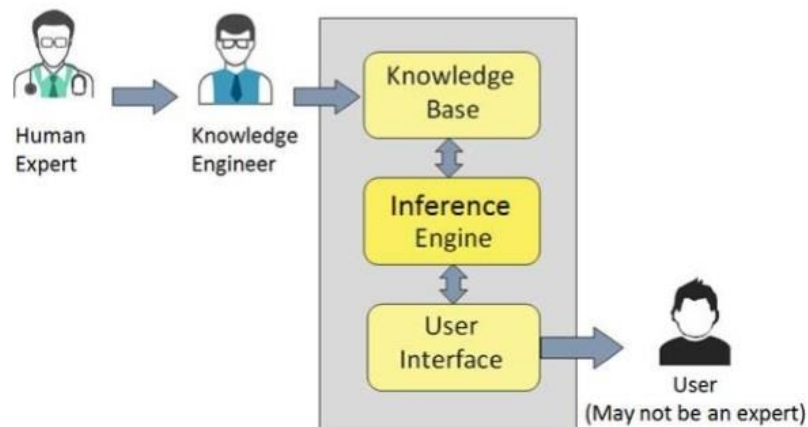 Human
Expert
Knowledge
Engineer
Knowledge
Base
Inference
Engine
User
Interface
User
(May not be an expert)